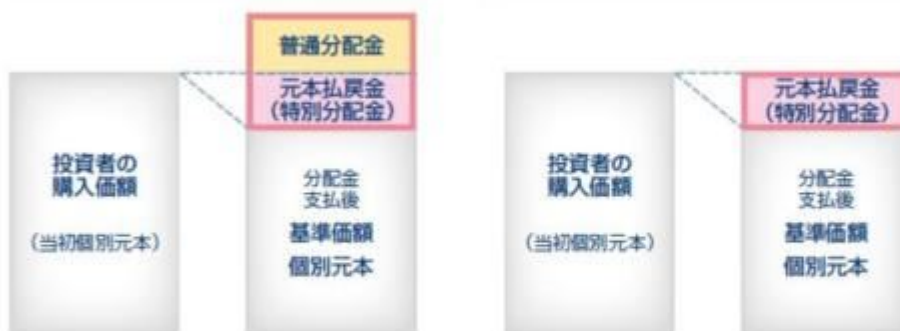 普通分配金
元本払戻金
(特別分配金)
投資者の
購入価額
(当初個別元本)
分配金
支払後
基準価額
個別元本
元本払戻金
(特別分配金)
投資者の
購入価額
(当初個別元本)
分配金
支払後
基準価額
個別元本